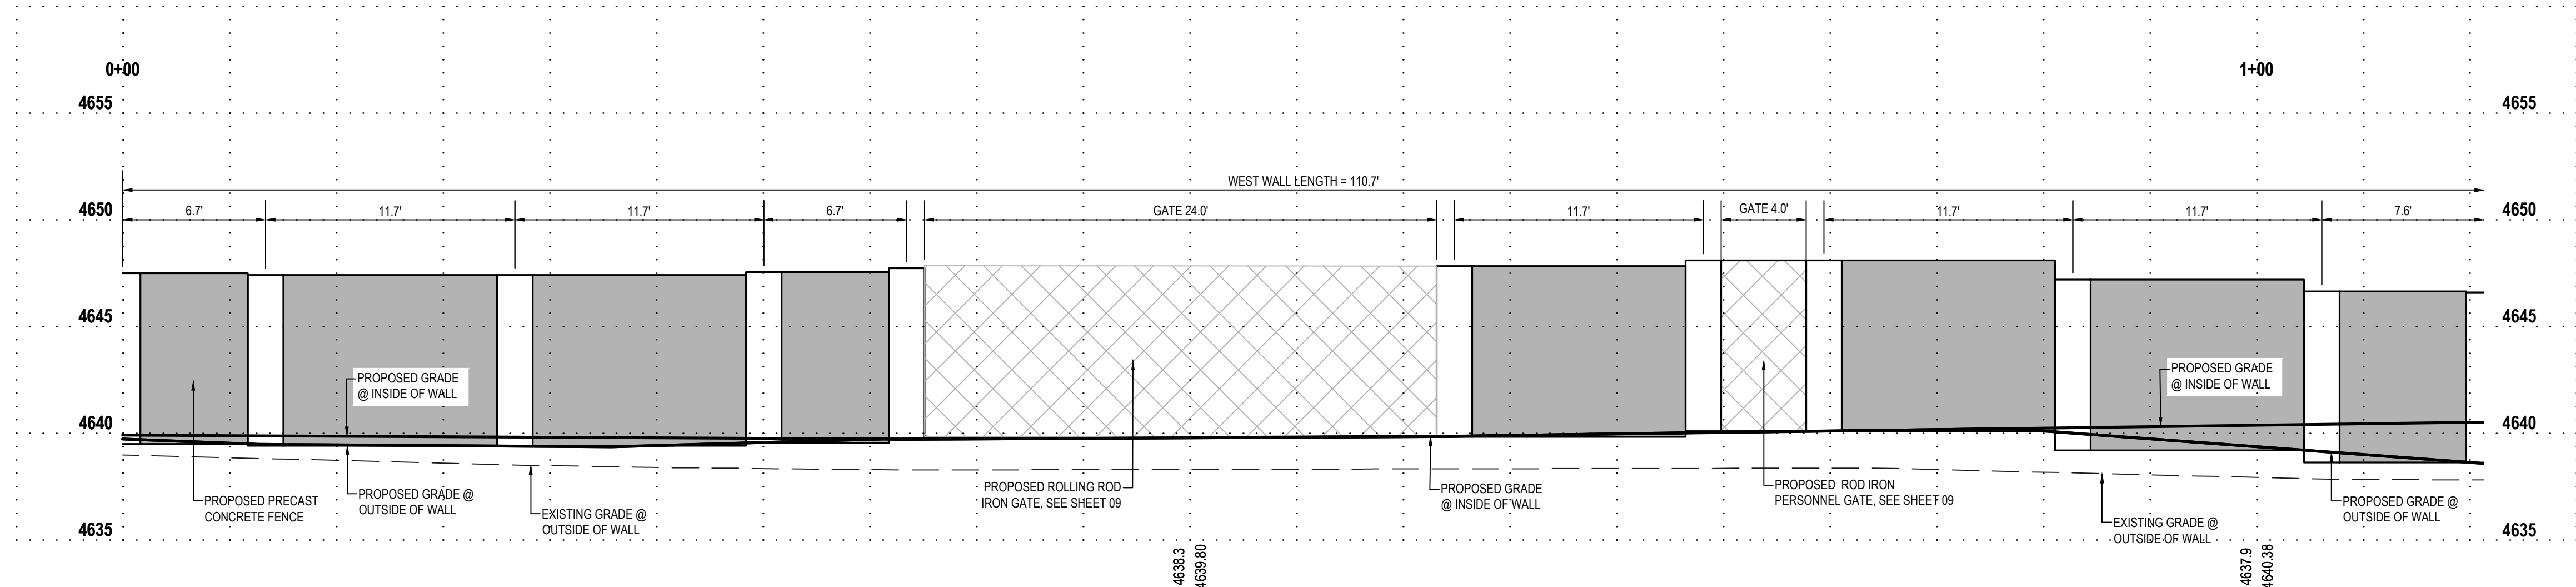 0+00
1+00
4655
4655
WEST WALL LENGTH = 110.7'
4650
6.7'
11.7'
11.7'
6.7'
GATE 24.0'
11.7'
GATE 4.0'
11.7'
11.7'
7.6'
4650
4645
4645
PROPOSED GRADE
@ INSIDE OF WALL
PROPOSED GRADE
@ INSIDE OF WALL
4640
4640
PROPOSED PRECAST
CONCRETE FENCE
PROPOSED GRADE @
OUTSIDE OF WALL
EXISTING GRADE @
OUTSIDE OF WALL
PROPOSED ROLLING ROD
IRON GATE, SEE SHEET 09
PROPOSED GRADE
@ INSIDE OF WALL
PROPOSED ROD IRON
PERSONNEL GATE, SEE SHEET 09
EXISTING GRADE @
OUTSIDE OF WALL
PROPOSED GRADE @
OUTSIDE OF WALL
4635
4635
4638.3
4639.80
4637.9
4640.38